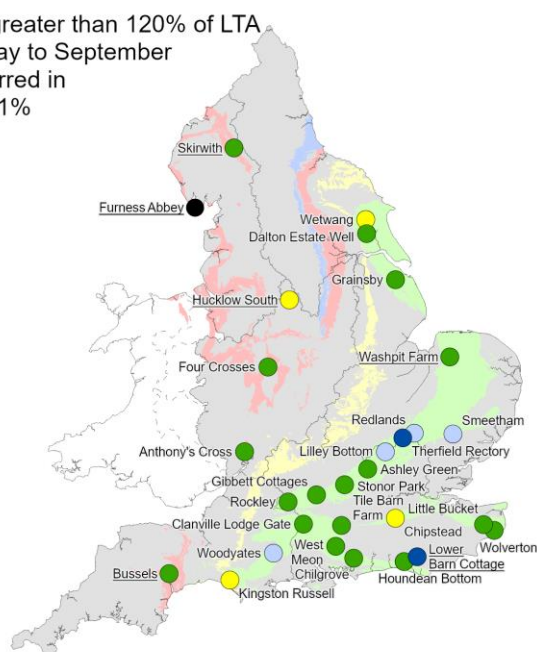 greater than 120% of LTA
ay to September
rred in
1%
Skirwith
Furness Abbey
Wetwang
Dalton Estate Well
Grainsby
Hucklow South
Washpit Farm
Four Crosses
Redlands
Smeetham
Anthony's Cross
Lilley Bottom
Therfield Rectory
Ashley Green
Gibbett Cottages
Stonor Park
Rockley
Tile Barn
Farm
Little Bucket
Clanville Lodge Gate
Chipstead
West
Meon
Wolverton
Woodyates
Lower
Barn Cottage
Chilgrove
Bussels
Houndean Bottom
Kingston Russell